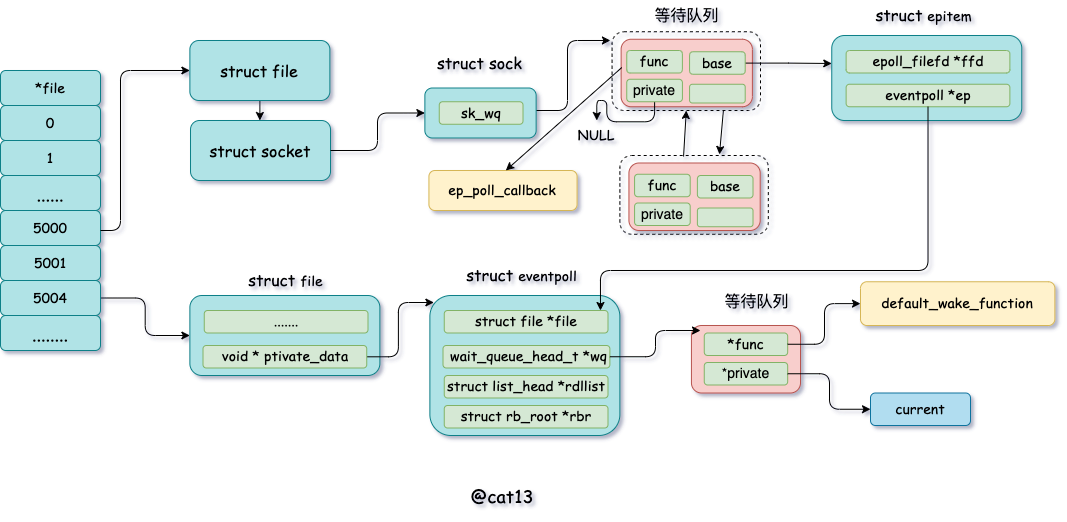 *file
0
1
......
5000
5001
5004
........
struct file
struct socket
struct sock
sk_wq
等待队列
func
base
private
NULL
ep_poll_callback
func
base
private
struct epitem
epoll_filefd *ffd
eventpoll *ep
struct file
.......
void * ptivate_data
struct eventpoll
struct file *file
wait_queue_head_t *wq
struct list_head *rdllist
struct rb_root *rbr
等待队列
*func
*private
default_wake_function
current
@cat13